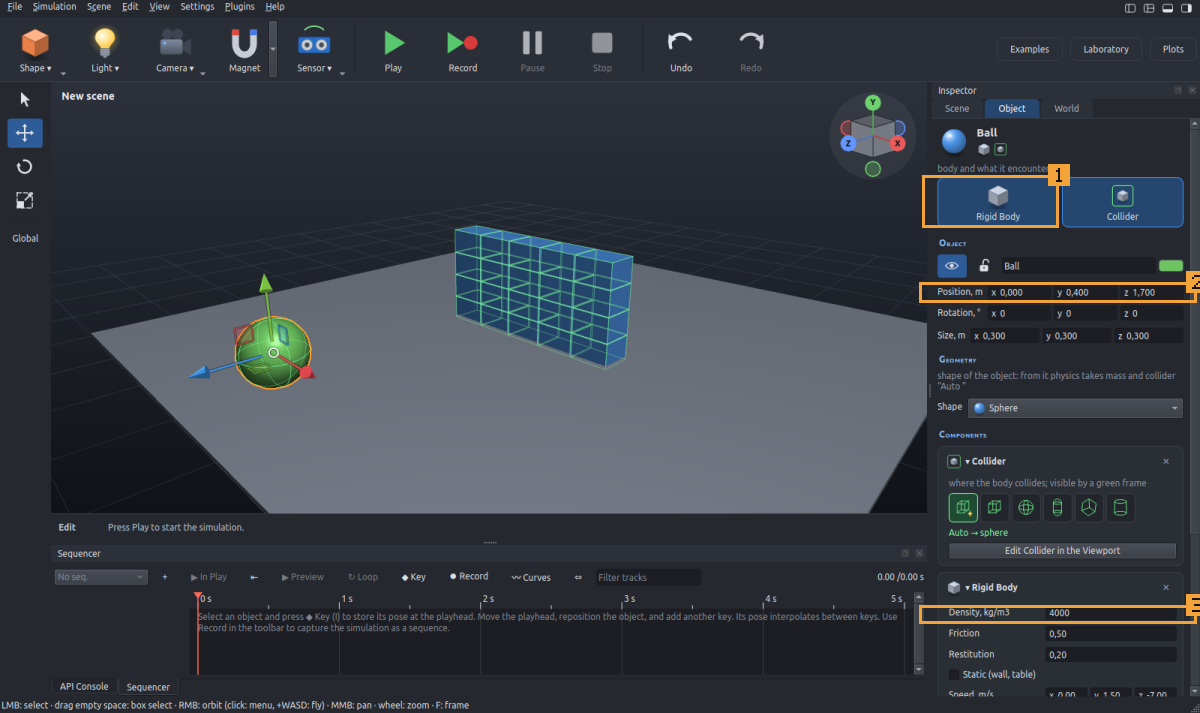 File Simulation Scene Edit View Settings Plugins Help
Shape ▾ Light ▾ Camera ▾ Magnet Sensor ▾ Play Record Pause Stop Undo Redo Examples Laboratory Plots
New scene
Global
Y
Z X
Inspector
Scene Object World
Ball
body and what it encounter
1
Rigid Body Collider
Object
Ball
2
Position, m x 0,000 y 0,400 z 1,700
Rotation, ° x 0 y 0 z 0
Size, m x 0,300 y 0,300 z 0,300
Geometry
shape of the object: from it physics takes mass and collider
"Auto "
Shape Sphere
Components
▾ Collider ×
where the body collides; visible by a green frame
Auto → sphere
Edit Collider in the Viewport
▾ Rigid Body ×
Density, kg/m3 4000
Friction 0,50
Restitution 0,20
Static (wall, table)
Speed, m/s x 0,00 y 1,50 z -7,00
Edit Press Play to start the simulation.
Sequencer
No seq. + ▶ In Play ⇤ ▶ Preview ↻ Loop ◆ Key ● Record Curves ⇔ Filter tracks 0.00 /0.00 s
0 s 1 s 2 s 3 s 4 s 5 s
Select an object and press ◆ Key (I) to store its pose at the playhead. Move the playhead, reposition the object, and add another key. Its pose interpolates between keys. Use
Record in the toolbar to capture the simulation as a sequence.
API Console Sequencer
LMB: select · drag empty space: box select · RMB: orbit (click: menu, +WASD: fly) · MMB: pan · wheel: zoom · F: frame